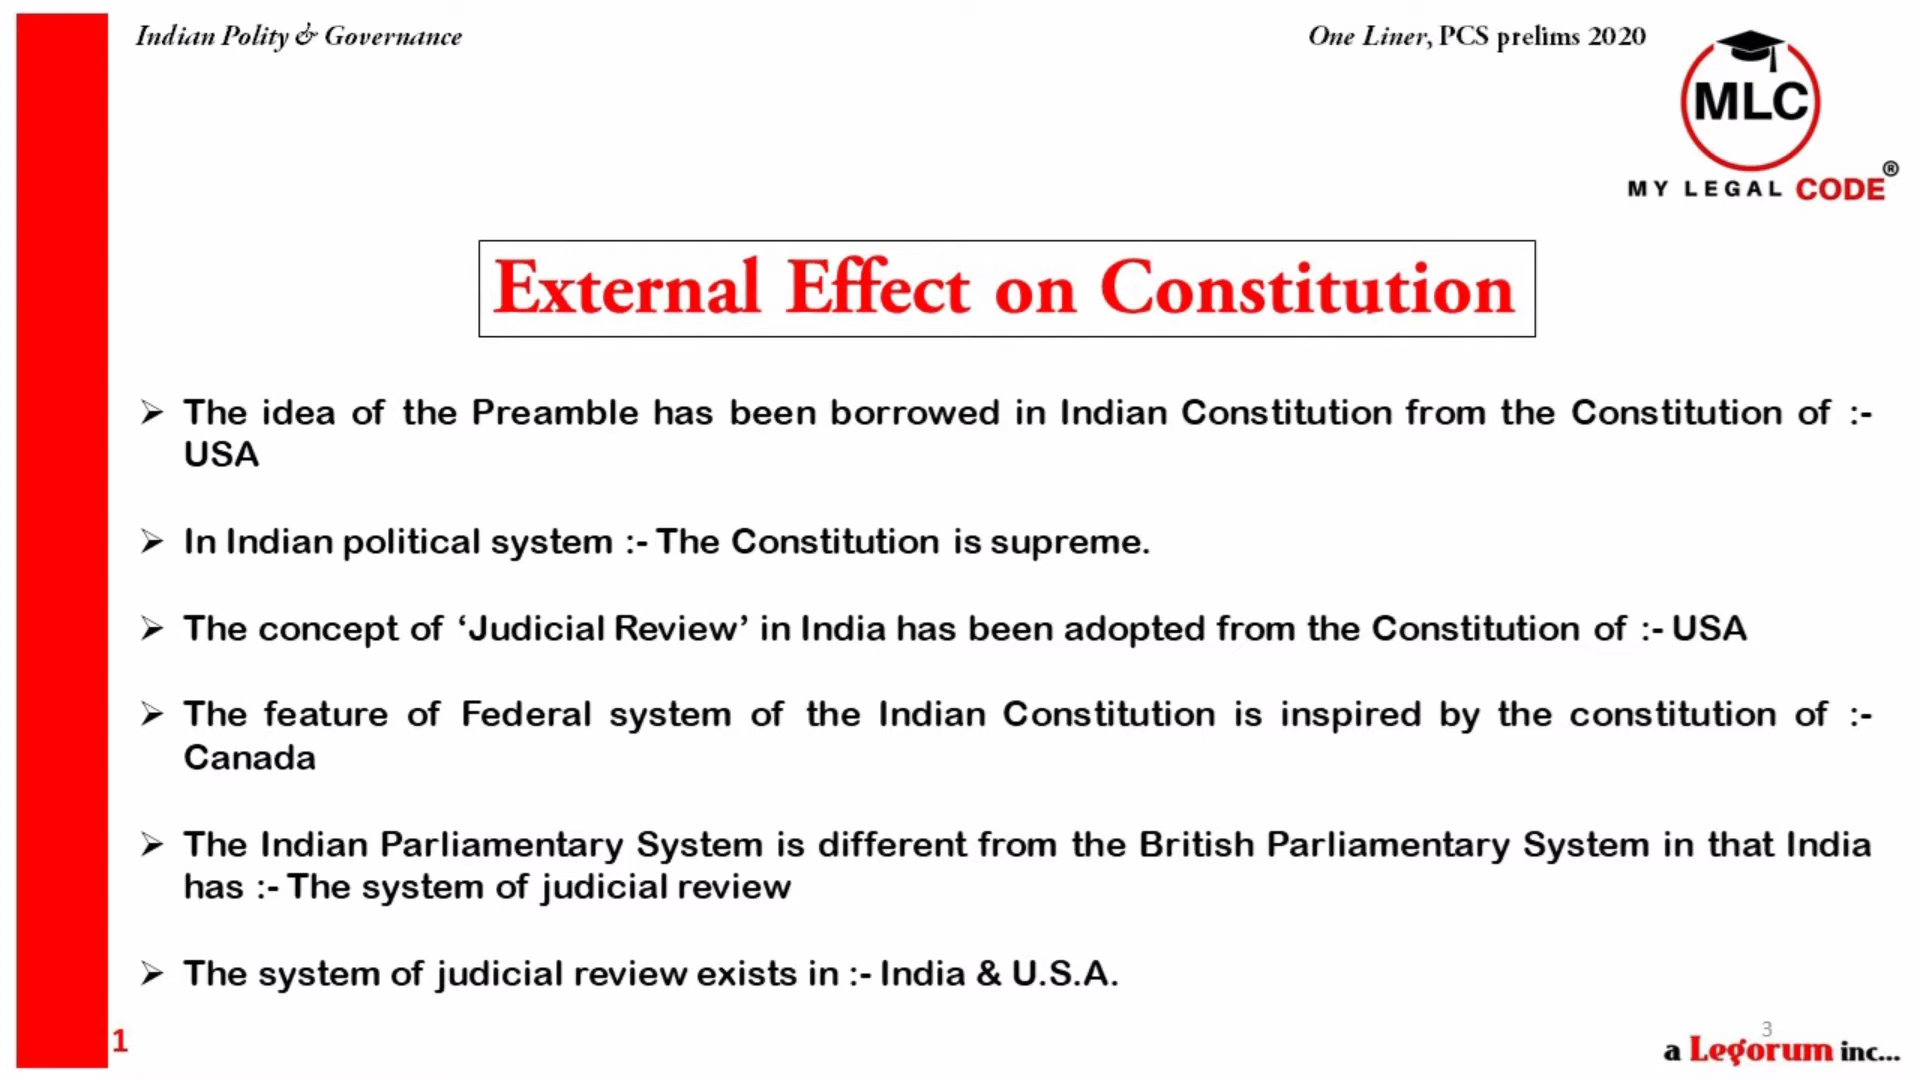 Indian Polity & Governance
One Liner, PCS prelims 2020
MLC
MY LEGAL CODE®
External Effect on Constitution
➢ The idea of the Preamble has been borrowed in Indian Constitution from the Constitution of :-
USA
➢ In Indian political system :- The Constitution is supreme.
➢ The concept of ‘Judicial Review’ in India has been adopted from the Constitution of :- USA
➢ The feature of Federal system of the Indian Constitution is inspired by the constitution of :-
Canada
➢ The Indian Parliamentary System is different from the British Parliamentary System in that India
has :- The system of judicial review
➢ The system of judicial review exists in :- India & U.S.A.
1
3
a Legorum inc...